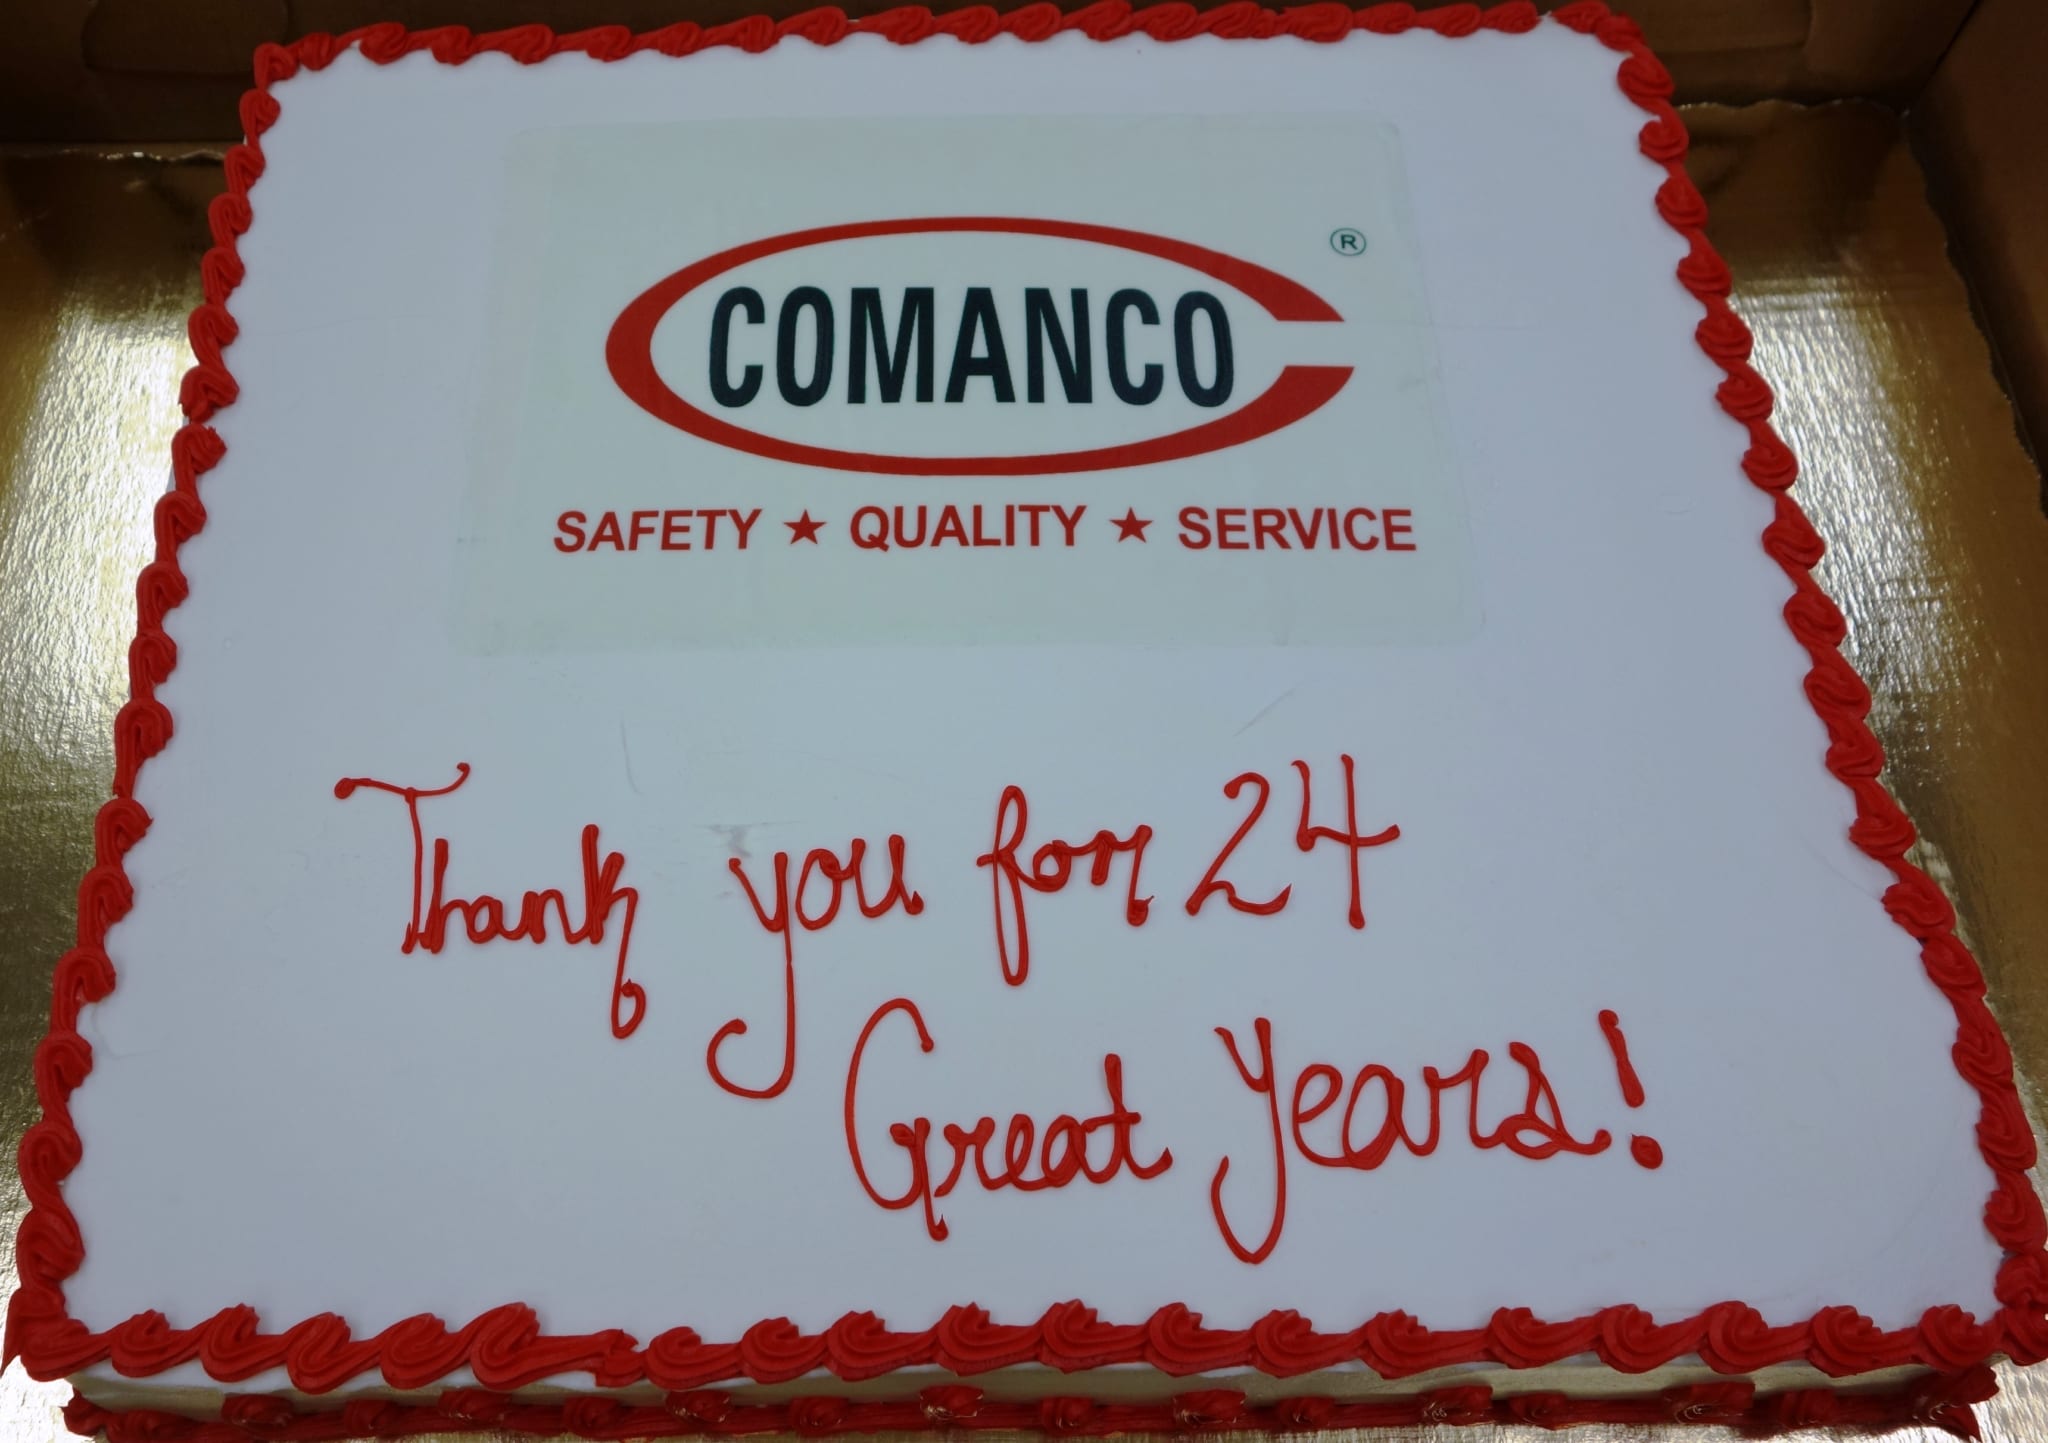 ®
COMANCO
SAFETY ★ QUALITY ★ SERVICE
Thank you for 24
Great Years!